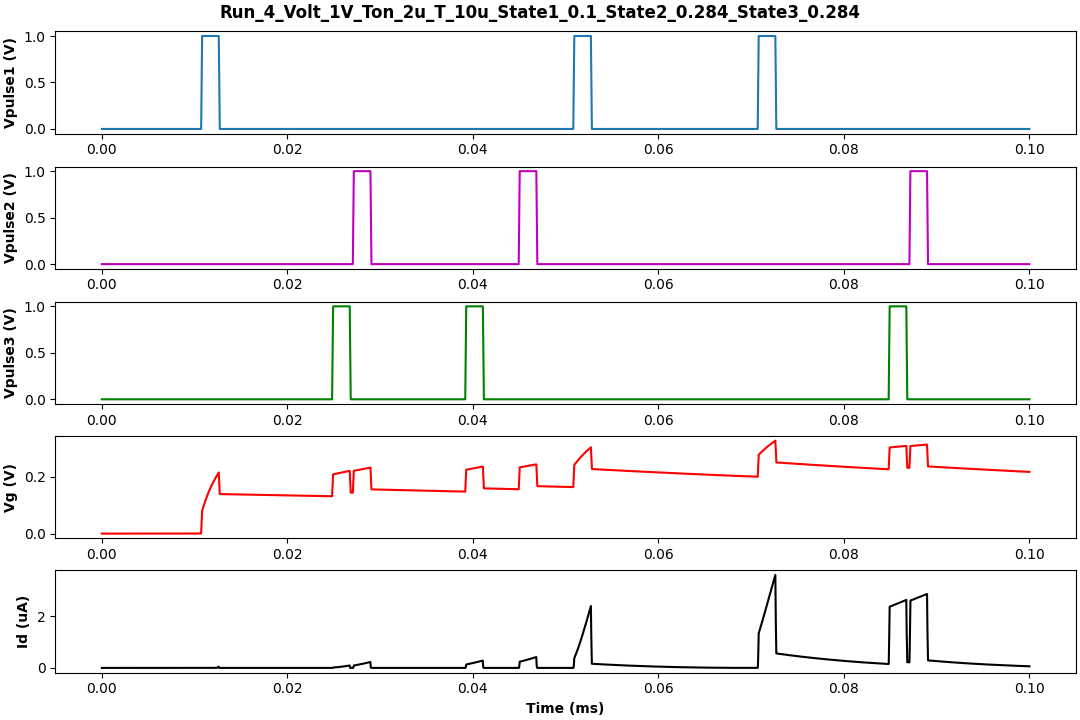 Run_4_Volt_1V_Ton_2u_T_10u_State1_0.1_State2_0.284_State3_0.284
Vpulse1 (V)
1.0
0.5
0.0
0.00 0.02 0.04 0.06 0.08 0.10
Vpulse2 (V)
1.0
0.5
0.0
0.00 0.02 0.04 0.06 0.08 0.10
Vpulse3 (V)
1.0
0.5
0.0
0.00 0.02 0.04 0.06 0.08 0.10
Vg (V)
0.2
0.0
0.00 0.02 0.04 0.06 0.08 0.10
Id (uA)
2
0
0.00 0.02 0.04 0.06 0.08 0.10
Time (ms)